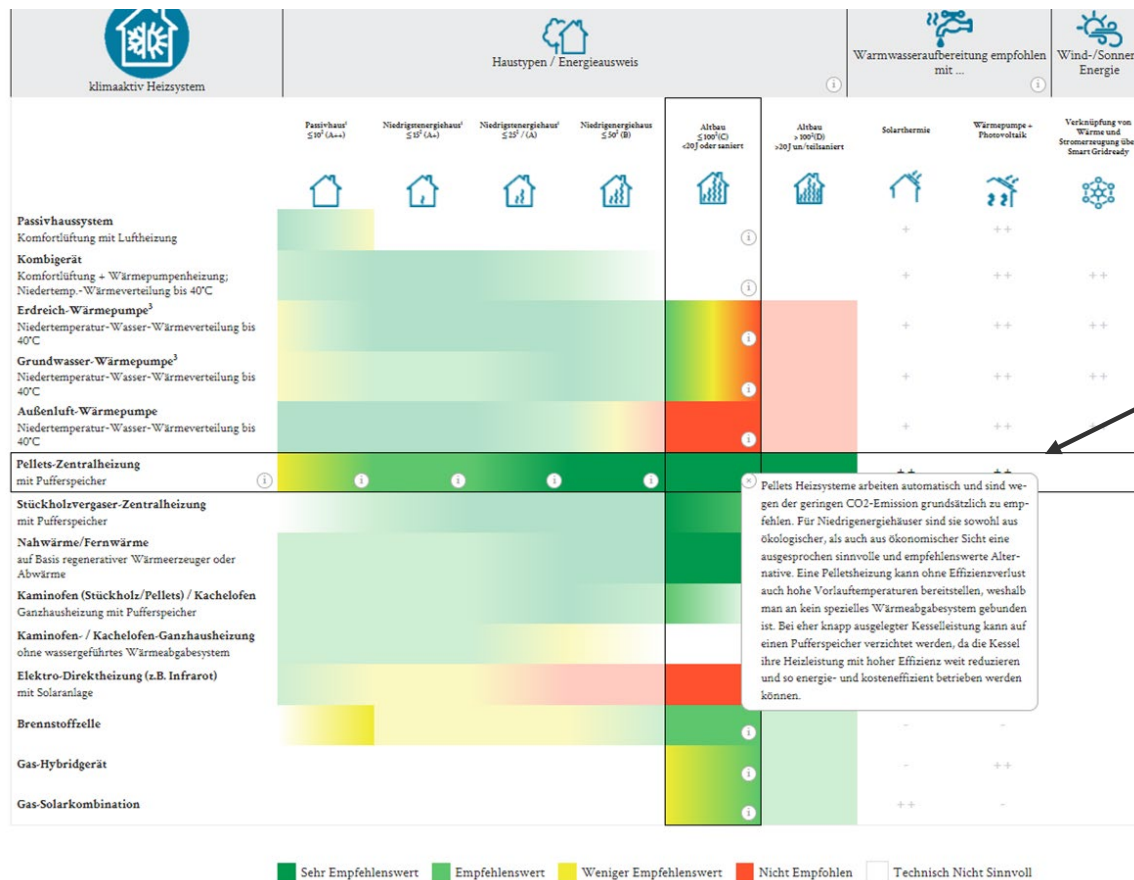 klimaaktiv Heizsystem
Haustypen / Energieausweis
Warmwasseraufbereitung empfohlen
mit ...
Wind-/Sonnen
Energie
Passivhaus¹
≤10² (A++)
Niedrigstenergiehaus¹
≤15² (A+)
Niedrigstenergiehaus¹
≤25² / (A)
Niedrigenergiehaus
≤50² (B)
Altbau
≤100²(C)
<20J oder saniert
Altbau
>100²(D)
>20J un/teilsaniert
Solarthermie
Wärmepumpe +
Photovoltaik
Verknüpfung von
Wärme und
Stromerzeugung übe
Smart Gridready
Passivhaussystem
Komfortlüftung mit Luftheizung
+ ++
Kombigerät
Komfortlüftung + Wärmepumpenheizung;
Niedertemp.-Wärmeverteilung bis 40°C
+ ++ ++
Erdreich-Wärmepumpe³
Niedertemperatur-Wasser-Wärmeverteilung bis
40°C
+ ++ ++
Grundwasser-Wärmepumpe³
Niedertemperatur-Wasser-Wärmeverteilung bis
40°C
+ ++ ++
Außenluft-Wärmepumpe
Niedertemperatur-Wasser-Wärmeverteilung bis
40°C
+ ++
Pellets-Zentralheizung
mit Pufferspeicher
++ ++
Stückholzvergaser-Zentralheizung
mit Pufferspeicher
Nahwärme/Fernwärme
auf Basis regenerativer Wärmeerzeuger oder
Abwärme
Kaminofen (Stückholz/Pellets) / Kachelofen
Ganzhausheizung mit Pufferspeicher
Kaminofen- / Kachelofen-Ganzhausheizung
ohne wassergeführtes Wärmeabgabesystem
Elektro-Direktheizung (z.B. Infrarot)
mit Solaranlage
Brennstoffzelle
- -
Gas-Hybridgerät
- ++
Gas-Solarkombination
++ -
Pellets Heizsysteme arbeiten automatisch und sind we-
gen der geringen CO2-Emission grundsätzlich zu emp-
fehlen. Für Niedrigenergiehäuser sind sie sowohl aus
ökologischer, als auch aus ökonomischer Sicht eine
ausgesprochen sinnvolle und empfehlenswerte Alter-
native. Eine Pelletsheizung kann ohne Effizienzverlust
auch hohe Vorlauftemperaturen bereitstellen, weshalb
man an kein spezielles Wärmeabgabesystem gebunden
ist. Bei eher knapp ausgelegter Kesselleistung kann auf
einen Pufferspeicher verzichtet werden, da die Kessel
ihre Heizleistung mit hoher Effizienz weit reduzieren
und so energie- und kosteneffizient betrieben werden
können.
Sehr Empfehlenswert Empfehlenswert Weniger Empfehlenswert Nicht Empfohlen Technisch Nicht Sinnvoll